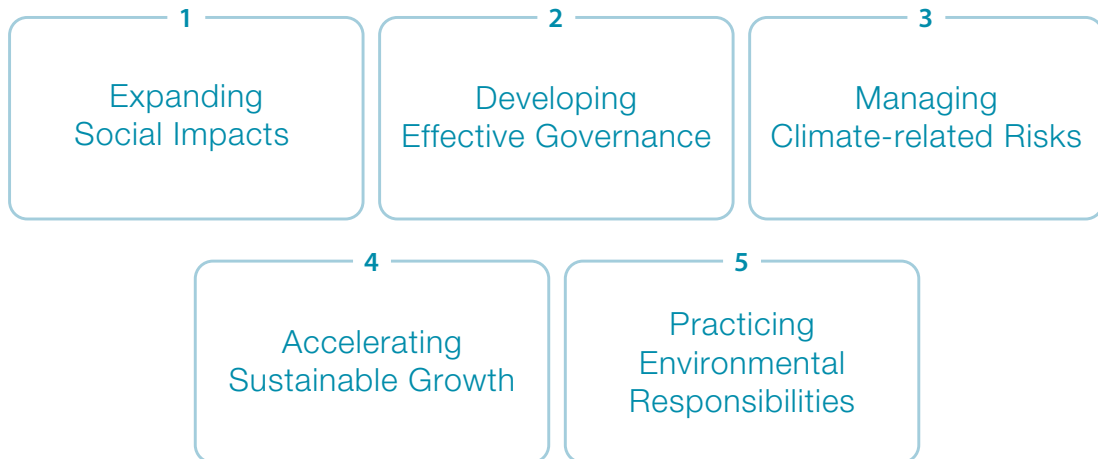 1
Expanding
Social Impacts
2
Developing
Effective Governance
3
Managing
Climate-related Risks
4
Accelerating
Sustainable Growth
5
Practicing
Environmental
Responsibilities